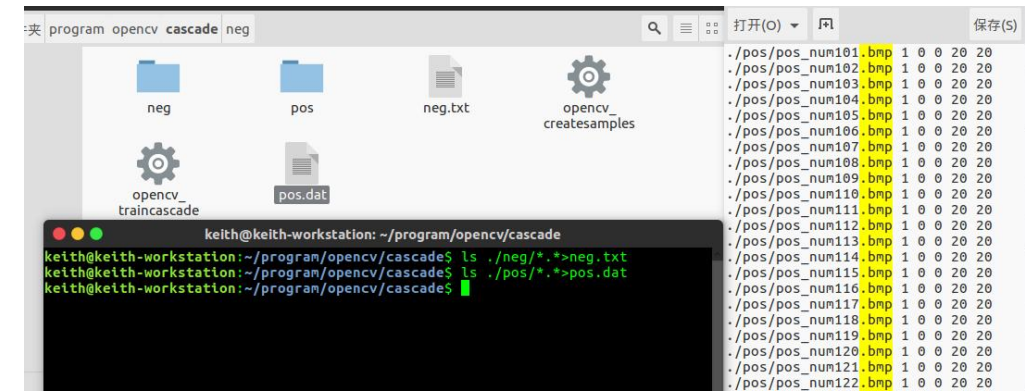 夹 program opencv cascade neg
neg
pos
neg.txt
opencv_
createsamples
opencv_
traincascade
pos.dat
keith@keith-workstation: ~/program/opencv/cascade
keith@keith-workstation:~/program/opencv/cascade$ ls ./neg/*.*>neg.txt
keith@keith-workstation:~/program/opencv/cascade$ ls ./pos/*.*>pos.dat
keith@keith-workstation:~/program/opencv/cascade$
打开(O)
保存(S)
./pos/pos_num101.bmp 1 0 0 20 20
./pos/pos_num102.bmp 1 0 0 20 20
./pos/pos_num103.bmp 1 0 0 20 20
./pos/pos_num104.bmp 1 0 0 20 20
./pos/pos_num105.bmp 1 0 0 20 20
./pos/pos_num106.bmp 1 0 0 20 20
./pos/pos_num107.bmp 1 0 0 20 20
./pos/pos_num108.bmp 1 0 0 20 20
./pos/pos_num109.bmp 1 0 0 20 20
./pos/pos_num110.bmp 1 0 0 20 20
./pos/pos_num111.bmp 1 0 0 20 20
./pos/pos_num112.bmp 1 0 0 20 20
./pos/pos_num113.bmp 1 0 0 20 20
./pos/pos_num114.bmp 1 0 0 20 20
./pos/pos_num115.bmp 1 0 0 20 20
./pos/pos_num116.bmp 1 0 0 20 20
./pos/pos_num117.bmp 1 0 0 20 20
./pos/pos_num118.bmp 1 0 0 20 20
./pos/pos_num119.bmp 1 0 0 20 20
./pos/pos_num120.bmp 1 0 0 20 20
./pos/pos_num121.bmp 1 0 0 20 20
./pos/pos_num122.bmp 1 0 0 20 20